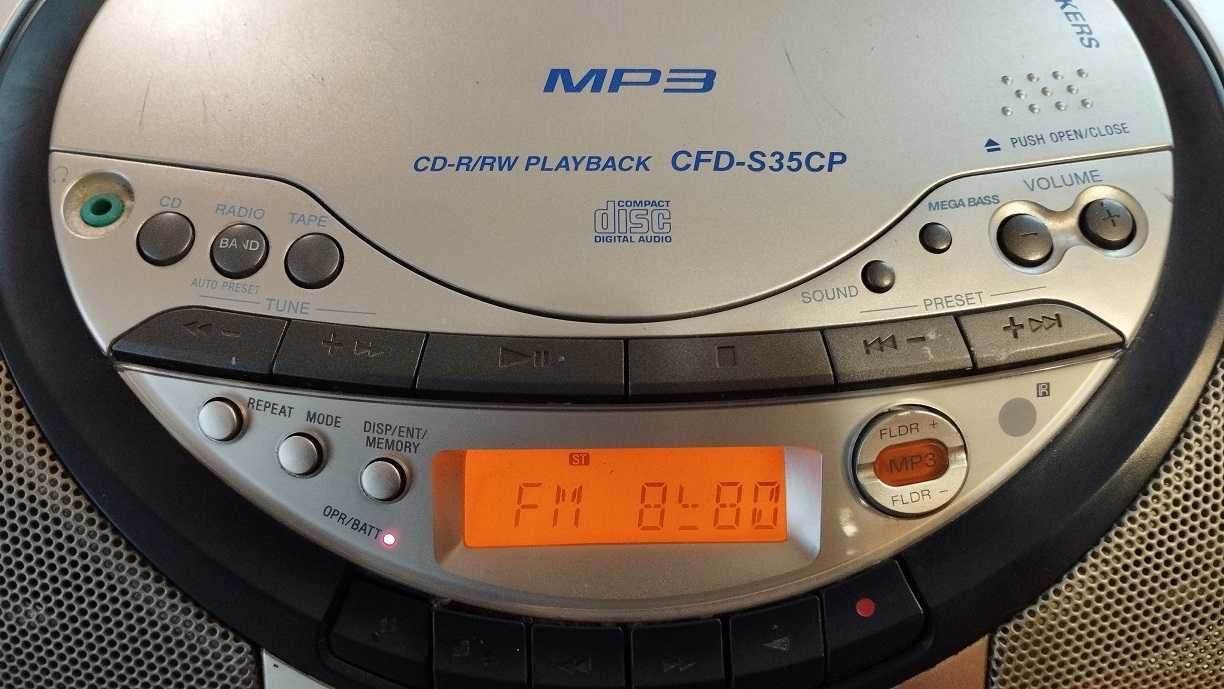 KERS
MP3
PUSH OPEN/CLOSE
CD-R/RW PLAYBACK CFD-S35CP
COMPACT
disc
DIGITAL AUDIO
CD
RADIO
BAND
AUTO PRESET
TAPE
TUNE
MEGA BASS
VOLUME
SOUND
PRESET
REPEAT
MODE
DISP/ENT/
MEMORY
OPR/BATT
ST
FM
FLDR +
MP3
FLDR -
IR